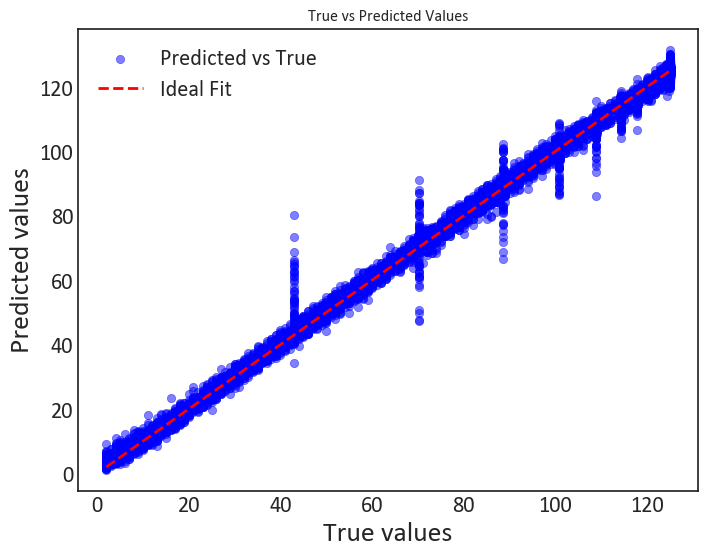 True vs Predicted Values
Predicted vs True
Ideal Fit
120
100
80
60
40
20
0
Predicted values
0 20 40 60 80 100 120
True values